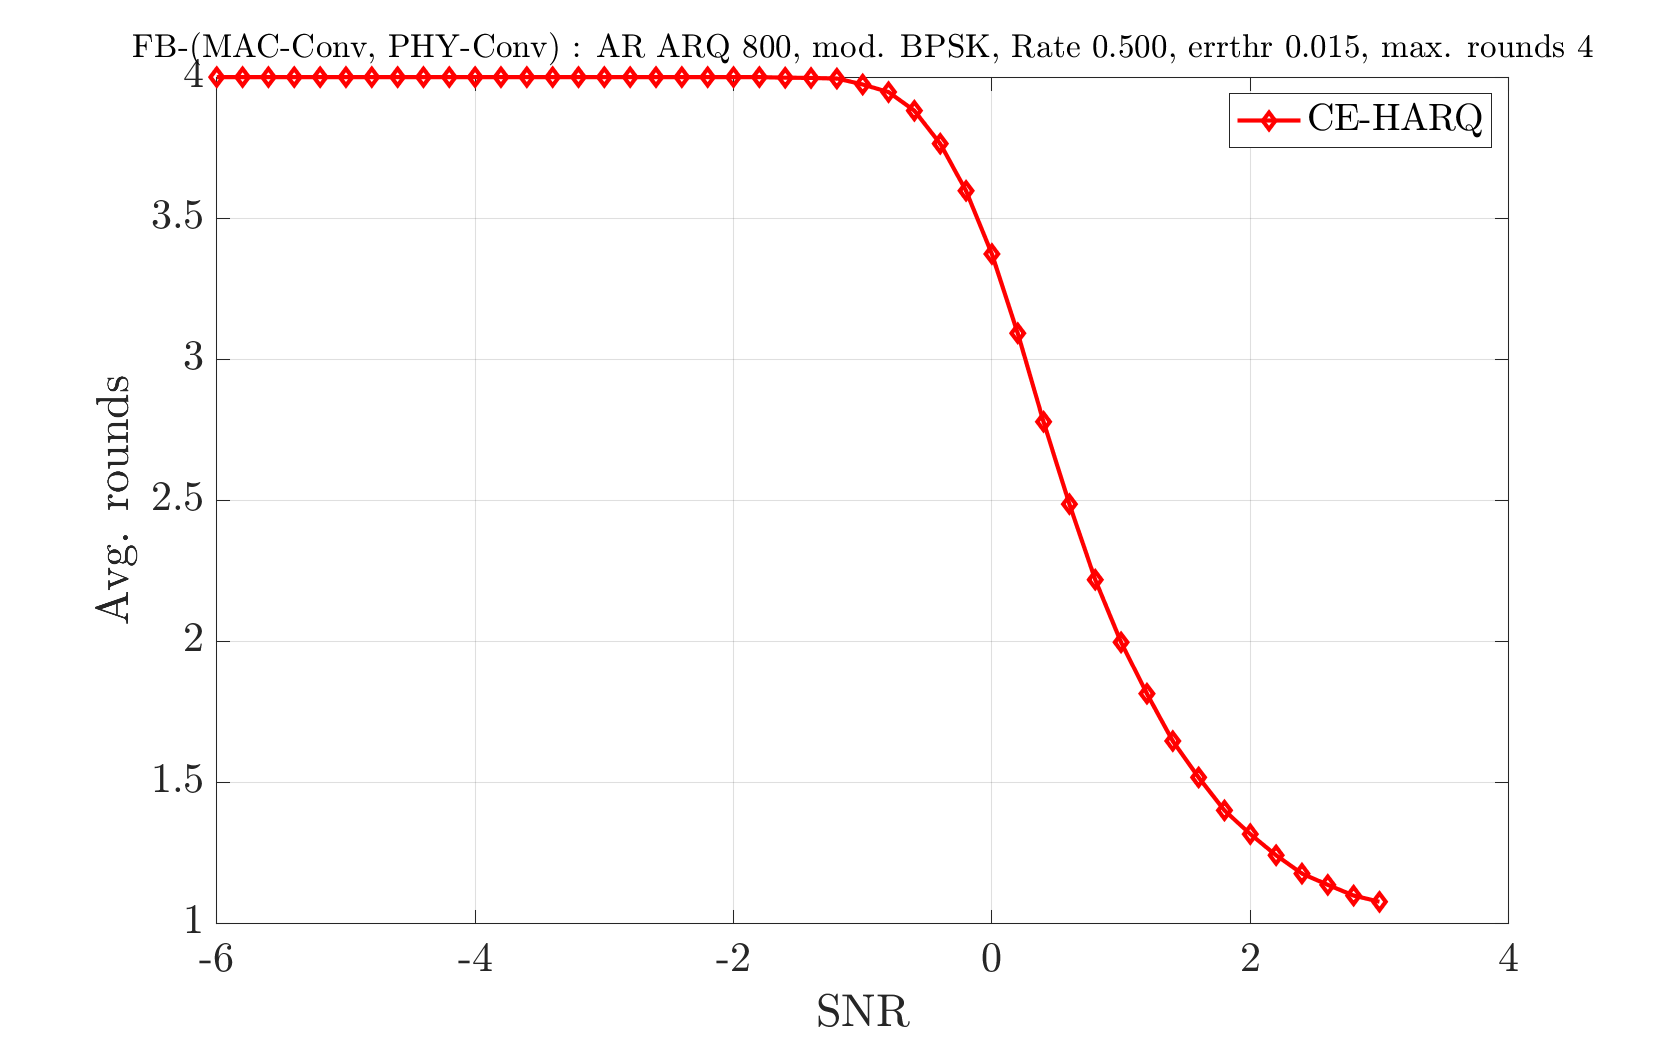 FB-(MAC-Conv, PHY-Conv) : AR ARQ 800, mod. BPSK, Rate 0.500, errthr 0.015, max. rounds 4
CE-HARQ
4
3.5
3
2.5
2
1.5
1
Avg. rounds
-6 -4 -2 0 2 4
SNR